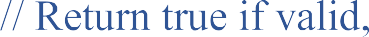 // Return true if valid,